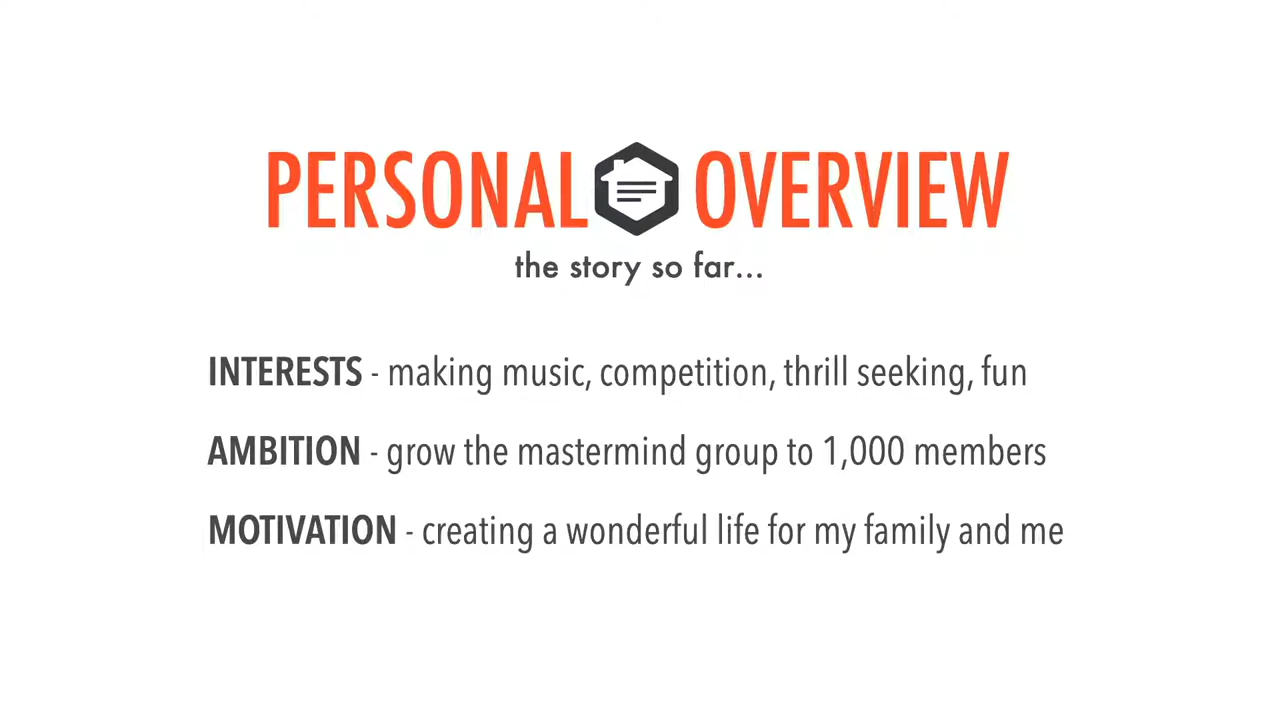 PERSONAL OVERVIEW
the story so far...
INTERESTS - making music, competition, thrill seeking, fun
AMBITION - grow the mastermind group to 1,000 members
MOTIVATION - creating a wonderful life for my family and me